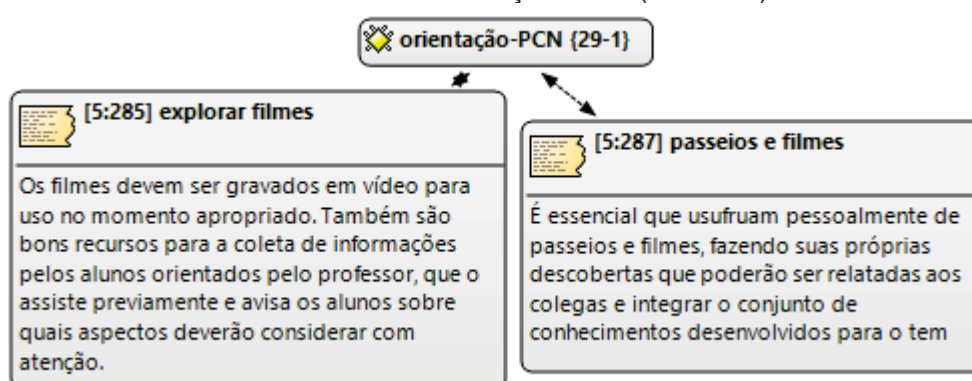 orientação-PCN {29-1}
[5:285] explorar filmes
Os filmes devem ser gravados em vídeo para
uso no momento apropriado. Também são
bons recursos para a coleta de informações
pelos alunos orientados pelo professor, que o
assiste previamente e avisa os alunos sobre
quais aspectos deverão considerar com
atenção.
[5:287] passeios e filmes
É essencial que usufruam pessoalmente de
passeios e filmes, fazendo suas próprias
descobertas que poderão ser relatadas aos
colegas e integrar o conjunto de
conhecimentos desenvolvidos para o tem